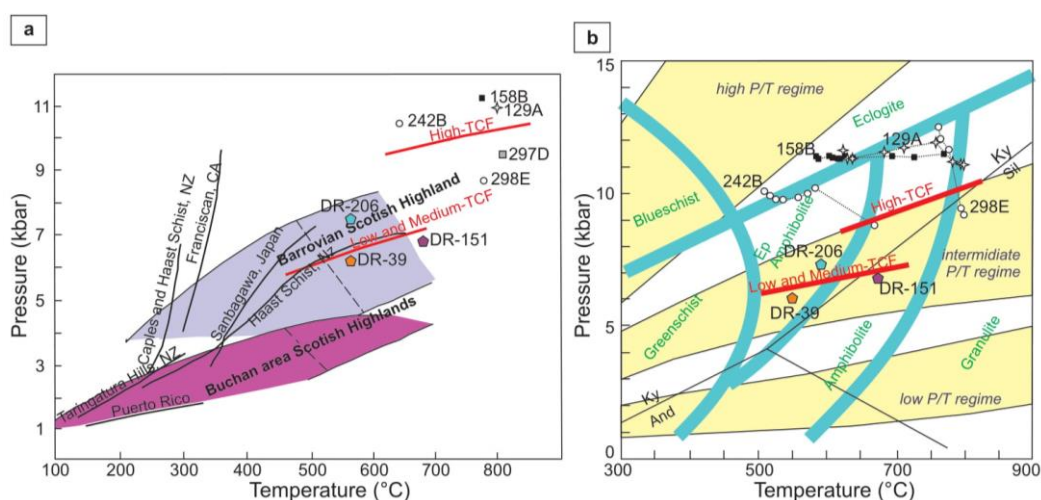 a
Pressure (kbar)
11
9
7
5
3
1
100
200
300
400
500
600
700
800
Temperature (°C)
158B
129A
242B
High-TCF
297D
298E
Barrovian Scotish Highland
DR-206
Low and Medium-TCF
DR-151
DR-39
Caples and Haast Schist, NZ
Franciscan, CA
Sanbagawa, Japan
Haast Schist, NZ
Taringatura Hills, NZ
Buchan area Scotish Highlands
Puerto Rico
b
Pressure (kbar)
15
10
5
0
300
500
700
900
Temperature (°C)
high P/T regime
Eclogite
129A
158B
Ky
Sil
242B
High-TCF
298E
Blueschist
Ep
Amphibolite
DR-206
intermidiate
P/T regime
Low and Medium-TCF
DR-151
DR-39
Greenschist
Amphibolite
Granulite
Ky
And
low P/T regime